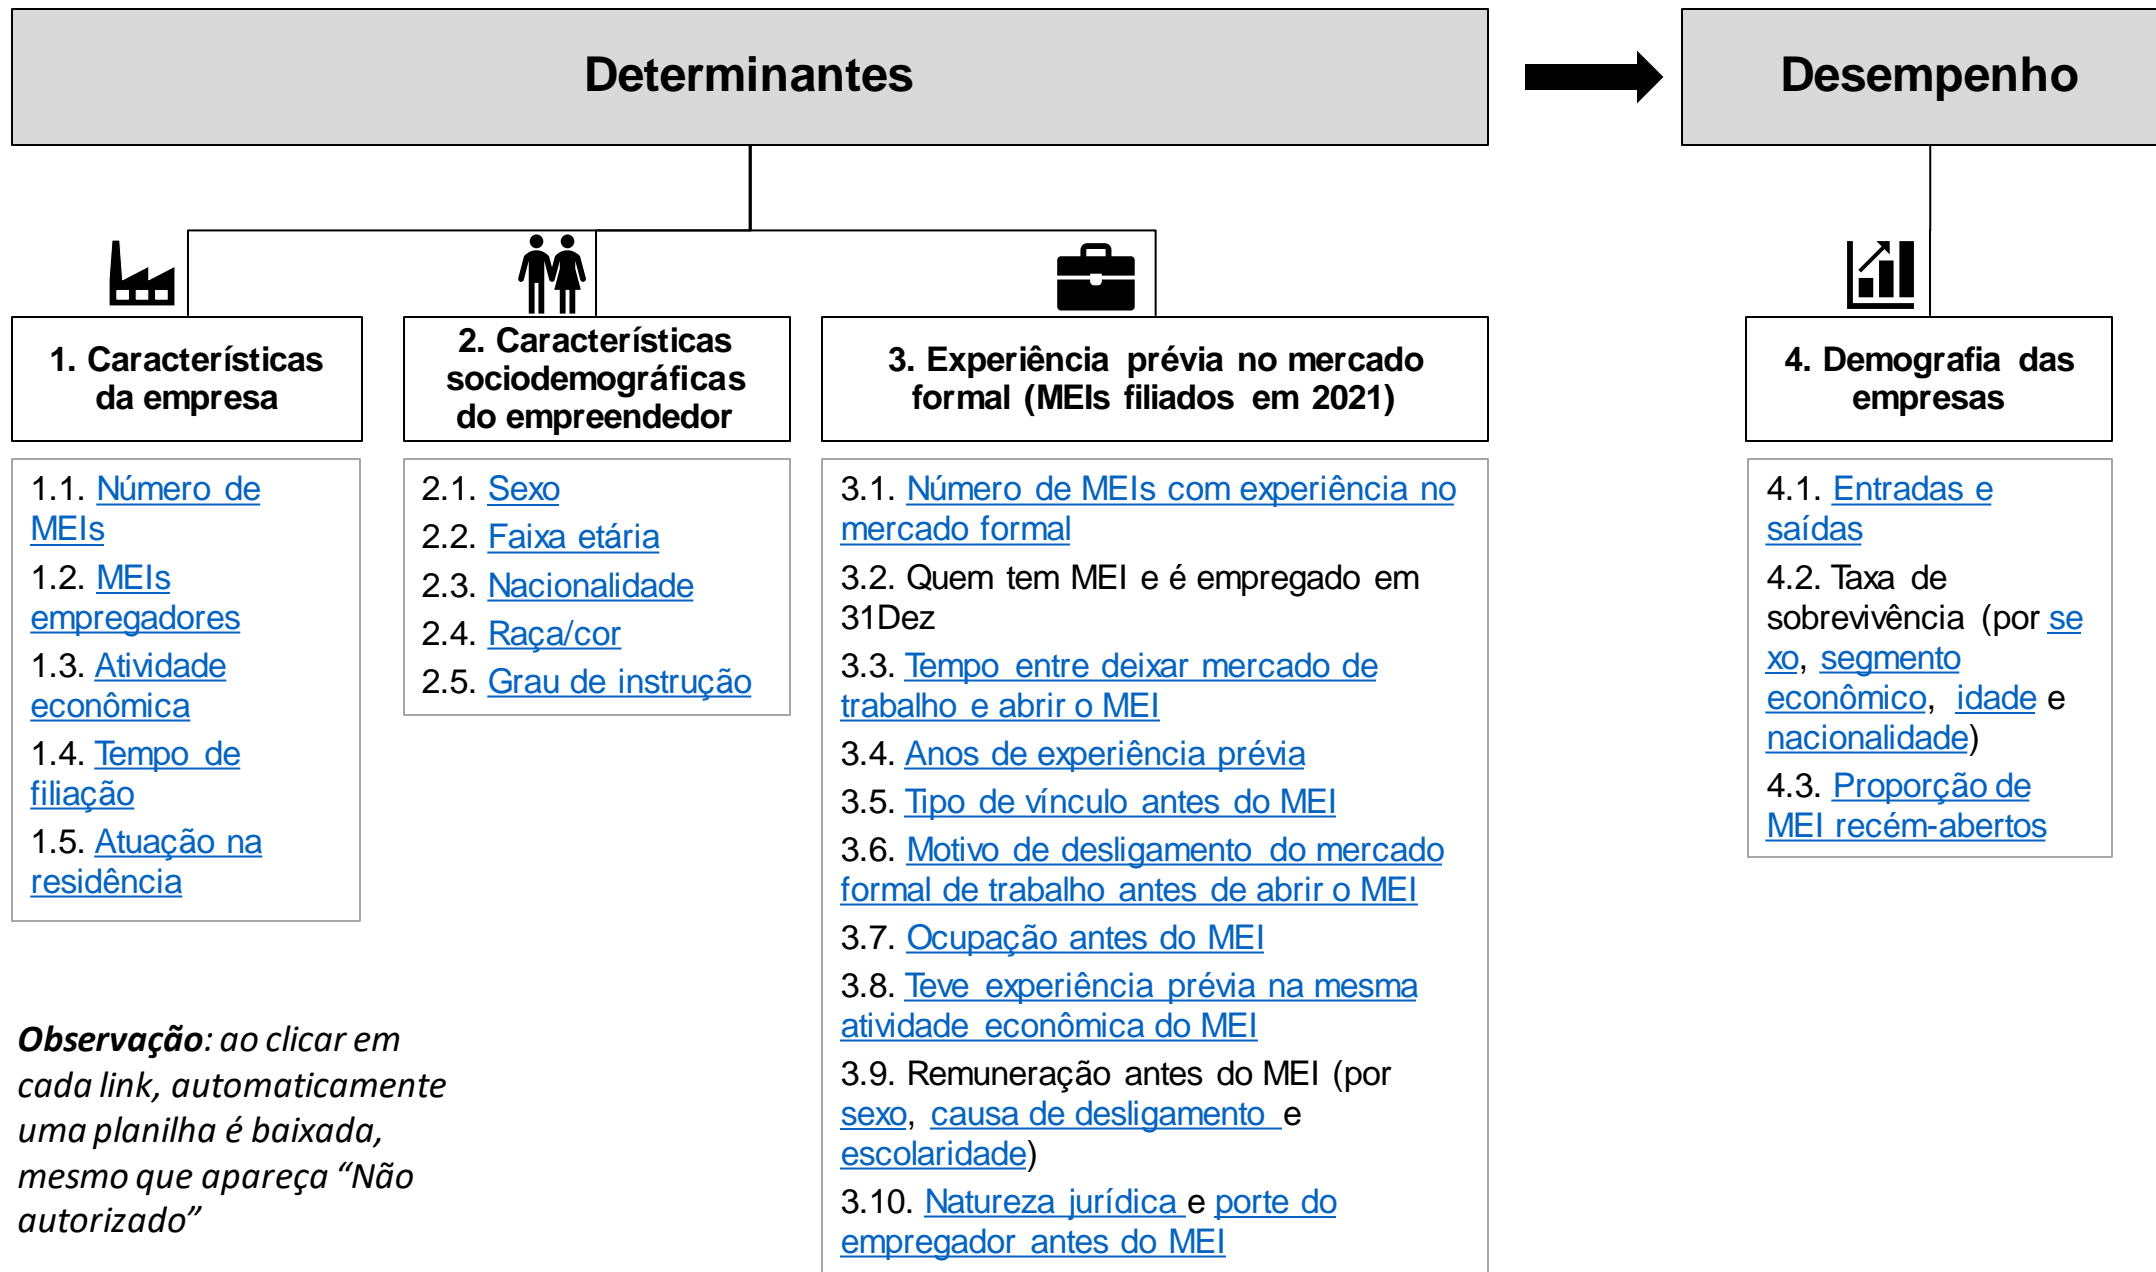 Determinantes
Desempenho
1. Características
da empresa
2. Características
sociodemográficas
do empreendedor
3. Experiência prévia no mercado
formal (MEIs filiados em 2021)
4. Demografia das
empresas
1.1. Número de
MEIs
1.2. MEIs
empregadores
1.3. Atividade
econômica
1.4. Tempo de
filiação
1.5. Atuação na
residência
2.1. Sexo
2.2. Faixa etária
2.3. Nacionalidade
2.4. Raça/cor
2.5. Grau de instrução
3.1. Número de MEIs com experiência no
mercado formal
3.2. Quem tem MEI e é empregado em
31Dez
3.3. Tempo entre deixar mercado de
trabalho e abrir o MEI
3.4. Anos de experiência prévia
3.5. Tipo de vínculo antes do MEI
3.6. Motivo de desligamento do mercado
formal de trabalho antes de abrir o MEI
3.7. Ocupação antes do MEI
3.8. Teve experiência prévia na mesma
atividade econômica do MEI
3.9. Remuneração antes do MEI (por
sexo, causa de desligamento e
escolaridade)
3.10. Natureza jurídica e porte do
empregador antes do MEI
4.1. Entradas e
saídas
4.2. Taxa de
sobrevivência (por se
xo, segmento
econômico, idade e
nacionalidade)
4.3. Proporção de
MEI recém-abertos
Observação: ao clicar em
cada link, automaticamente
uma planilha é baixada,
mesmo que apareça “Não
autorizado”